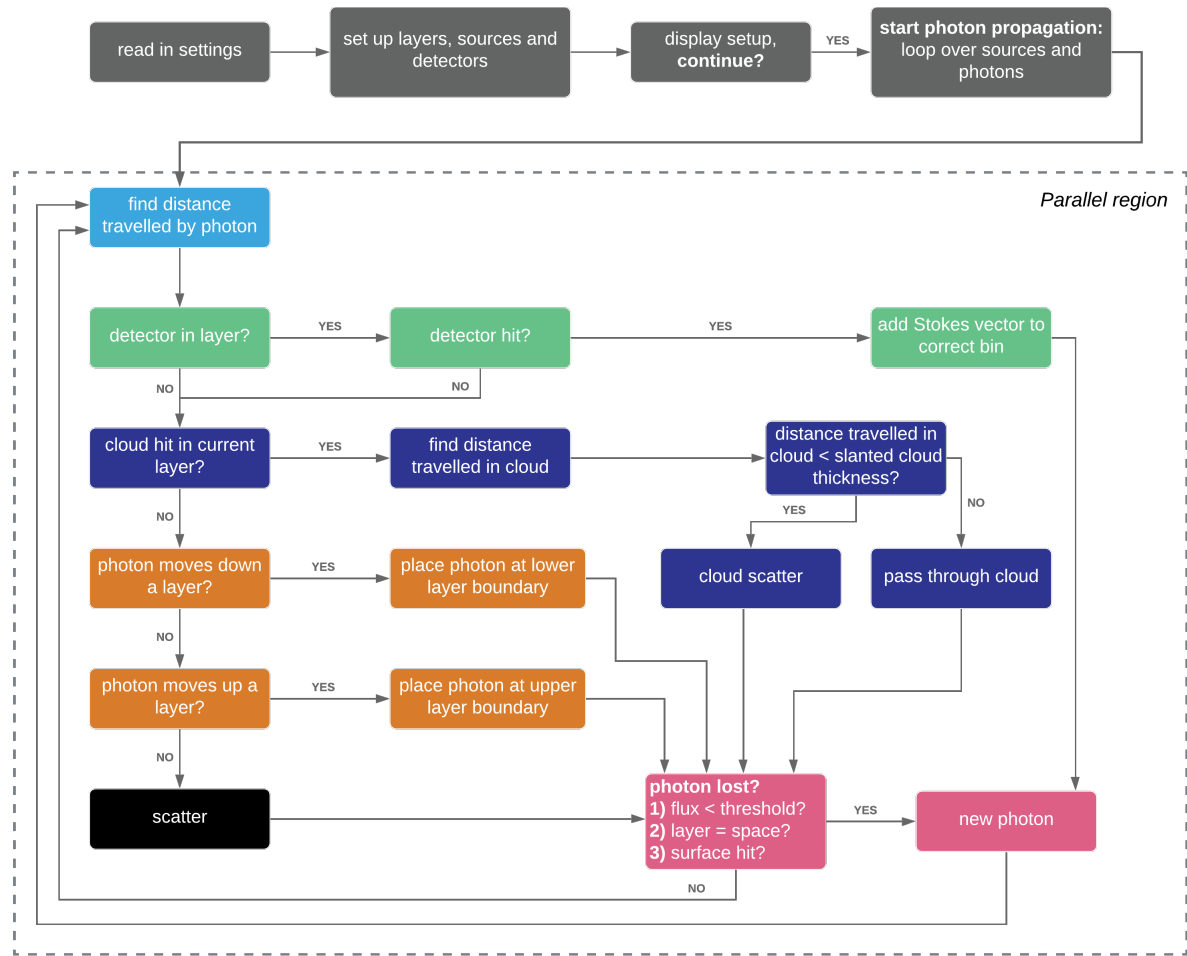 read in settings
set up layers, sources and
detectors
display setup,
continue?
YES
start photon propagation:
loop over sources and
photons
Parallel region
find distance
travelled by photon
detector in layer?
YES
detector hit?
YES
add Stokes vector to
correct bin
NO
NO
cloud hit in current
layer?
YES
find distance
travelled in cloud
distance travelled in
cloud < slanted cloud
thickness?
YES
NO
NO
photon moves down
a layer?
YES
place photon at lower
layer boundary
cloud scatter
pass through cloud
NO
photon moves up a
layer?
YES
place photon at upper
layer boundary
NO
scatter
photon lost?
1) flux < threshold?
2) layer = space?
3) surface hit?
YES
new photon
NO